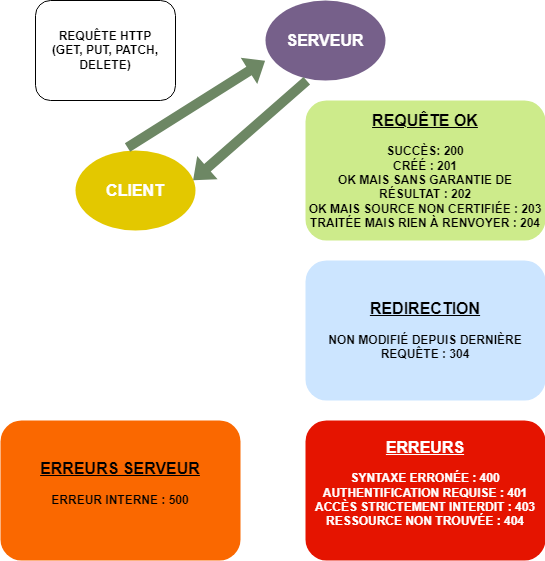 REQUÊTE HTTP
(GET, PUT, PATCH,
DELETE)
SERVEUR
CLIENT
REQUÊTE OK
SUCCÈS: 200
CRÉÉ : 201
OK MAIS SANS GARANTIE DE
RÉSULTAT : 202
OK MAIS SOURCE NON CERTIFIÉE : 203
TRAITÉE MAIS RIEN À RENVOYER : 204
REDIRECTION
NON MODIFIÉ DEPUIS DERNIÈRE
REQUÊTE : 304
ERREURS SERVEUR
ERREUR INTERNE : 500
ERREURS
SYNTAXE ERRONÉE : 400
AUTHENTIFICATION REQUISE : 401
ACCÈS STRICTEMENT INTERDIT : 403
RESSOURCE NON TROUVÉE : 404